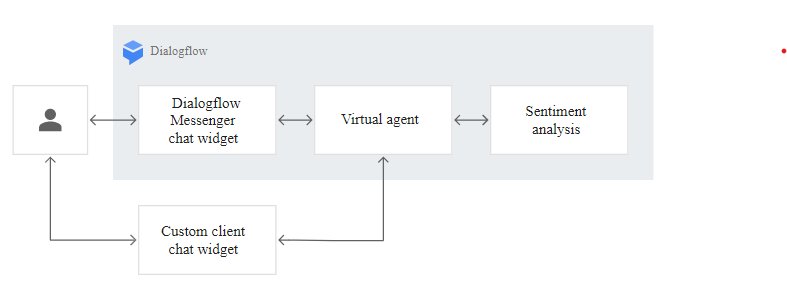 Dialogflow
Dialogflow
Messenger
chat widget
Virtual agent
Sentiment
analysis
Custom client
chat widget